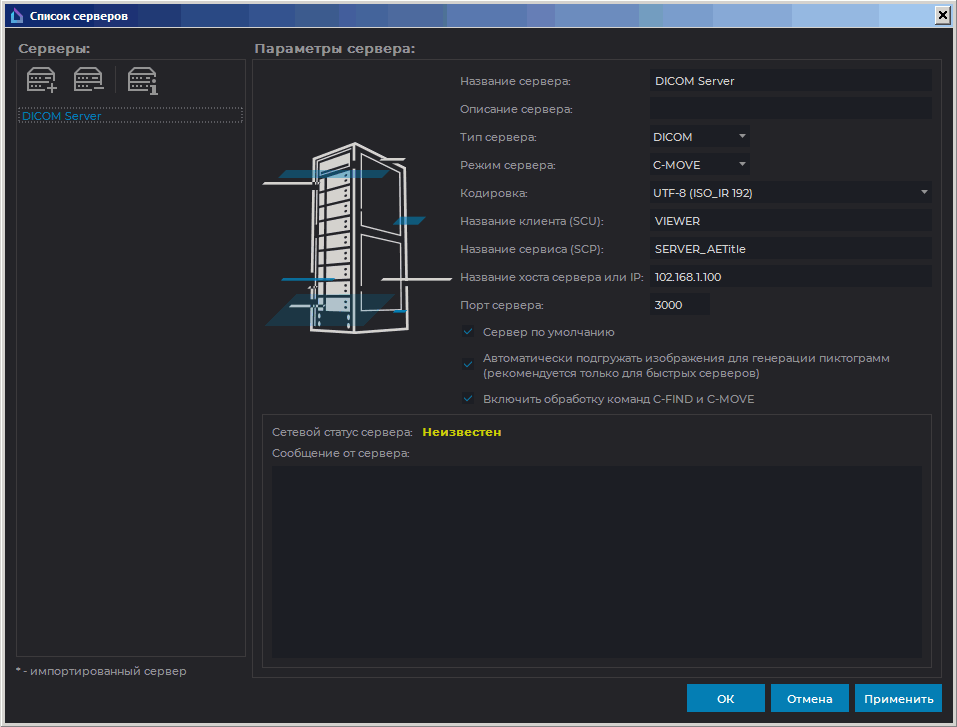 Список серверов
Серверы:
DICOM Server
* - импортированный сервер
Параметры сервера:
Название сервера: DICOM Server
Описание сервера:
Тип сервера: DICOM
Режим сервера: C-MOVE
Кодировка: UTF-8 (ISO_IR 192)
Название клиента (SCU): VIEWER
Название сервиса (SCP): SERVER_AETitle
Название хоста сервера или IP: 102.168.1.100
Порт сервера: 3000
Сервер по умолчанию
Автоматически подгружать изображения для генерации пиктограмм
(рекомендуется только для быстрых серверов)
Включить обработку команд C-FIND и C-MOVE
Сетевой статус сервера: Неизвестен
Сообщение от сервера:
ОК Отмена Применить